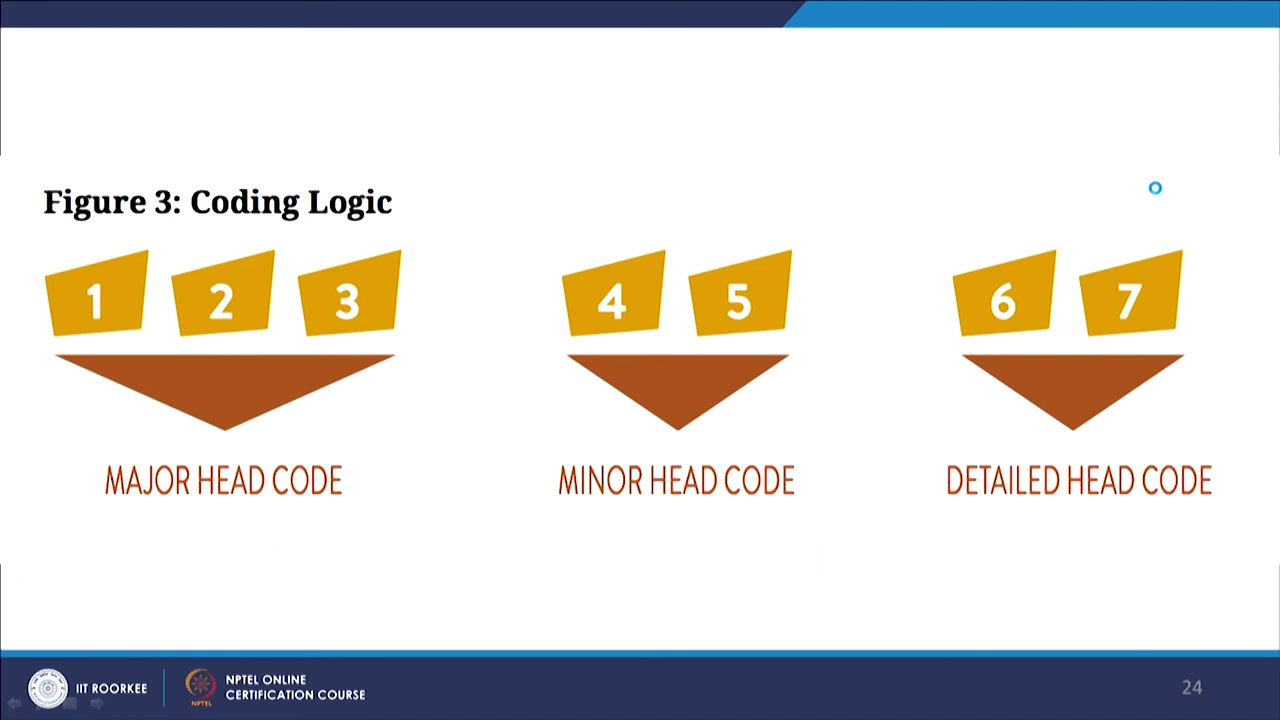 Figure 3: Coding Logic
1 2 3 4 5 6 7
MAJOR HEAD CODE MINOR HEAD CODE DETAILED HEAD CODE
IIT ROORKEE
NPTEL
NPTEL ONLINE
CERTIFICATION COURSE
24